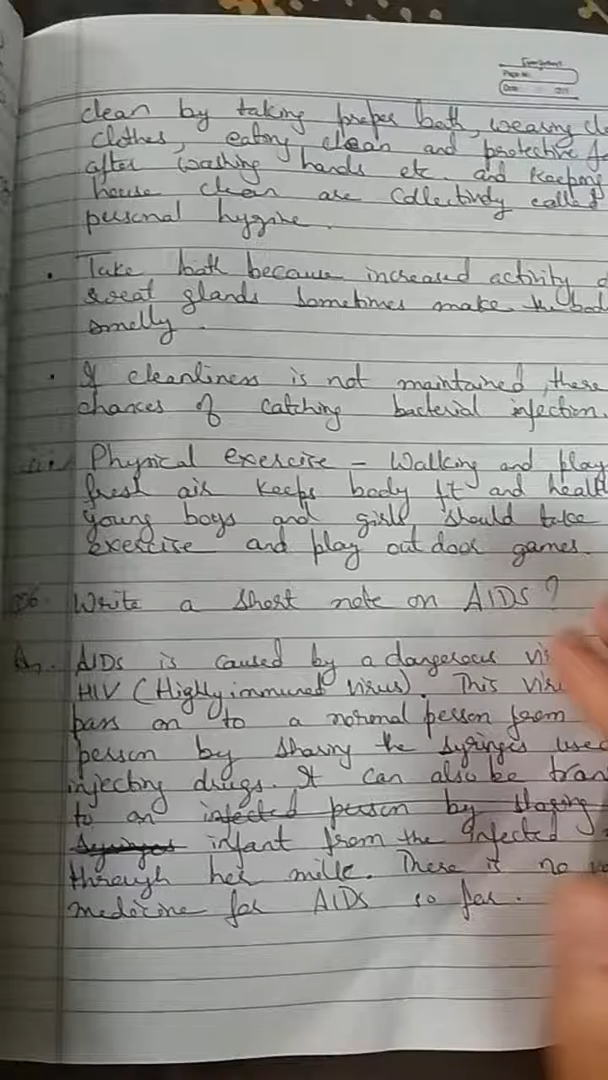 Page No.
Date
clean by taking proper bath, wearing cl
clothes, eating clean and protective fo
after washing hands etc. and keeping
house clean are collectively called
personal hygine.
• Take bath because increased activity o
sweat glands sometimes make the bod
smelly.
• If cleanliness is not maintained, there
chances of catching bacterial infection.
Physical exercise – Walking and play
fresh air keeps body fit and health
young boys and girls should take
exercise and play outdoor games.
Write a short note on AIDS?
AIDs is caused by a dangerous vi
HIV (Highly immuned Virus). This viru
pass on to a normal person from
person by sharing the syringes use
injecting drugs. It can also be tran
to an infected person by sharing
syringes infant from the infected
through her milk. There is no
medicine for AIDs so far.